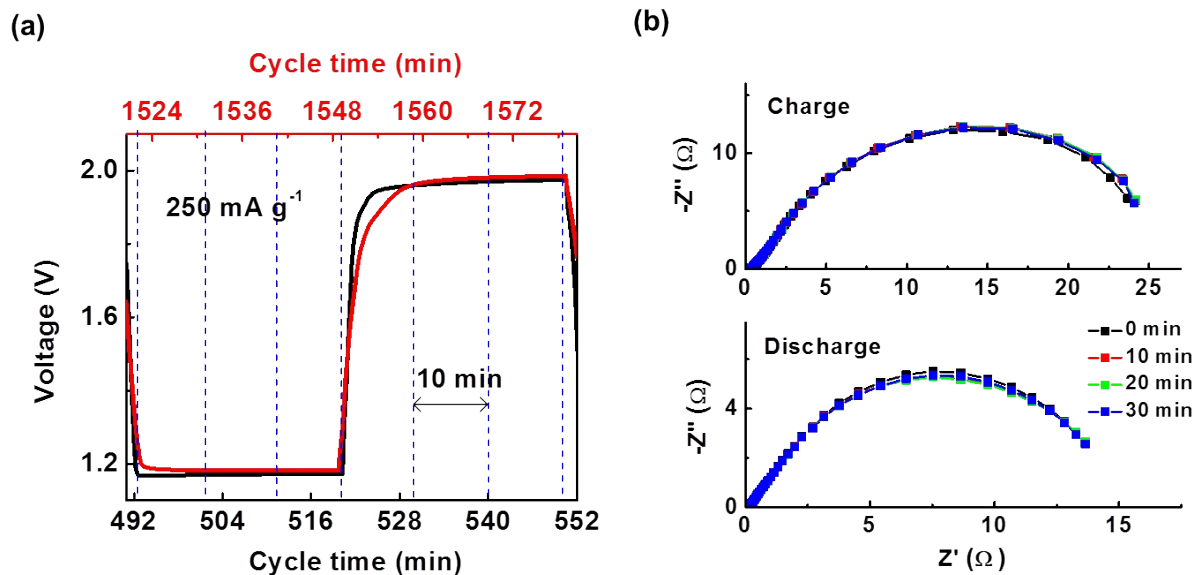 (a)
Cycle time (min)
1524 1536 1548 1560 1572
2.0
1.6
1.2
Voltage (V)
250 mA g⁻¹
10 min
492 504 516 528 540 552
Cycle time (min)
(b)
Charge
10
0
-Z'' (Ω)
0 5 10 15 20 25
Discharge
0 min
10 min
20 min
30 min
4
0
-Z'' (Ω)
0 5 10 15
Z' (Ω)